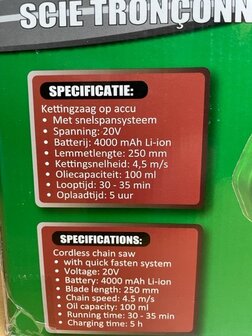 SCIE TRONÇONN
SPECIFICATIE:
Kettingzaag op accu
• Met snelspansysteem
• Spanning: 20V
• Batterij: 4000 mAh Li-ion
• Lemmetlengte: 250 mm
• Kettingsnelheid: 4,5 m/s
• Oliecapaciteit: 100 ml
• Looptijd: 30 - 35 min
• Oplaadtijd: 5 uur
SPECIFICATIONS:
Cordless chain saw
• with quick fasten system
• Voltage: 20V
• Battery: 4000 mAh Li-ion
• Blade length: 250 mm
• Chain speed: 4.5 m/s
• Oil capacity: 100 ml
• Running time: 30 - 35 min
• Charging time: 5 h